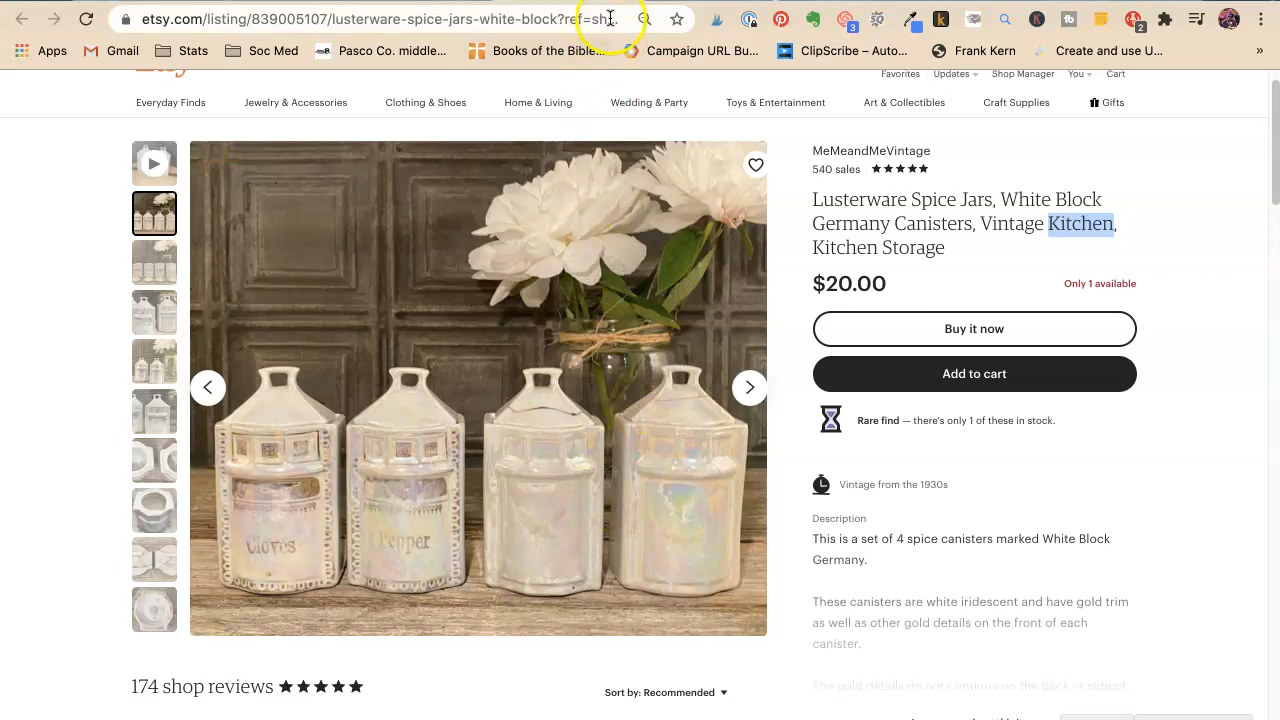 etsy.com/listing/839005107/lusterware-spice-jars-white-block?ref=sh...
3
2
Apps Gmail Stats Soc Med Pasco Co. middle... Books of the Bible... Campaign URL Bu... ClipScribe – Auto... Frank Kern Create and use U... »
Etsy
Favorites Updates Shop Manager You Cart
Everyday Finds Jewelry & Accessories Clothing & Shoes Home & Living Wedding & Party Toys & Entertainment Art & Collectibles Craft Supplies Gifts
MeMeandMeVintage
540 sales
Lusterware Spice Jars, White Block
Germany Canisters, Vintage Kitchen,
Kitchen Storage
$20.00 Only 1 available
Buy it now
Add to cart
Rare find — there's only 1 of these in stock.
Vintage from the 1930s
Description
This is a set of 4 spice canisters marked White Block
Germany.
These canisters are white iridescent and have gold trim
as well as other gold details on the front of each
canister.
The gold details do not continue on the back or side of
Cloves Pepper
174 shop reviews
Sort by: Recommended